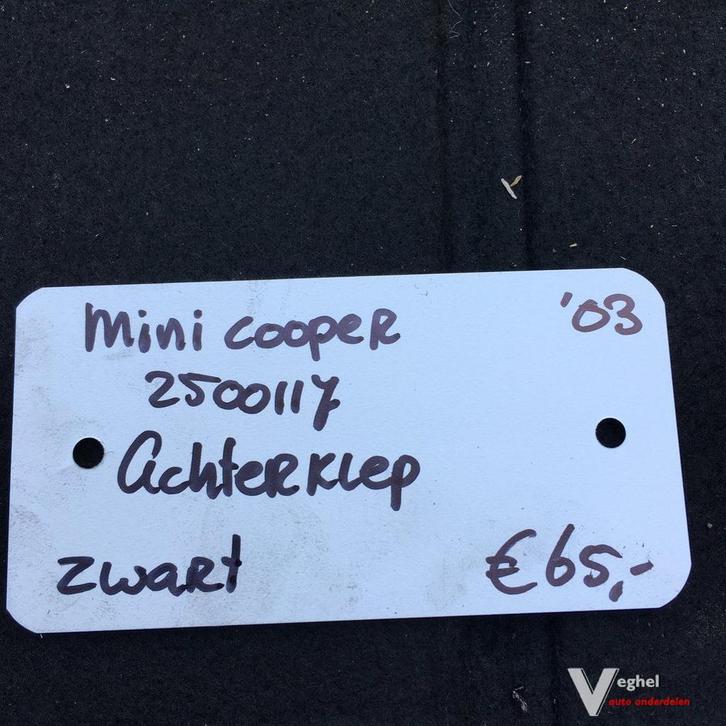 Mini cooper '03
2500117
Achterklep
zwart €65,-
Veghel
auto onderdelen